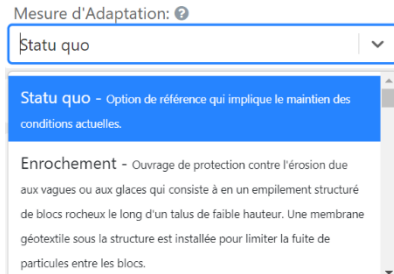 Mesure d'Adaptation: ?
Statu quo
Statu quo - Option de référence qui implique le maintien des
conditions actuelles.
Enrochement - Ouvrage de protection contre l'érosion due
aux vagues ou aux glaces qui consiste à en un empilement structuré
de blocs rocheux le long d'un talus de faible hauteur. Une membrane
géotextile sous la structure est installée pour limiter la fuite de
particules entre les blocs.